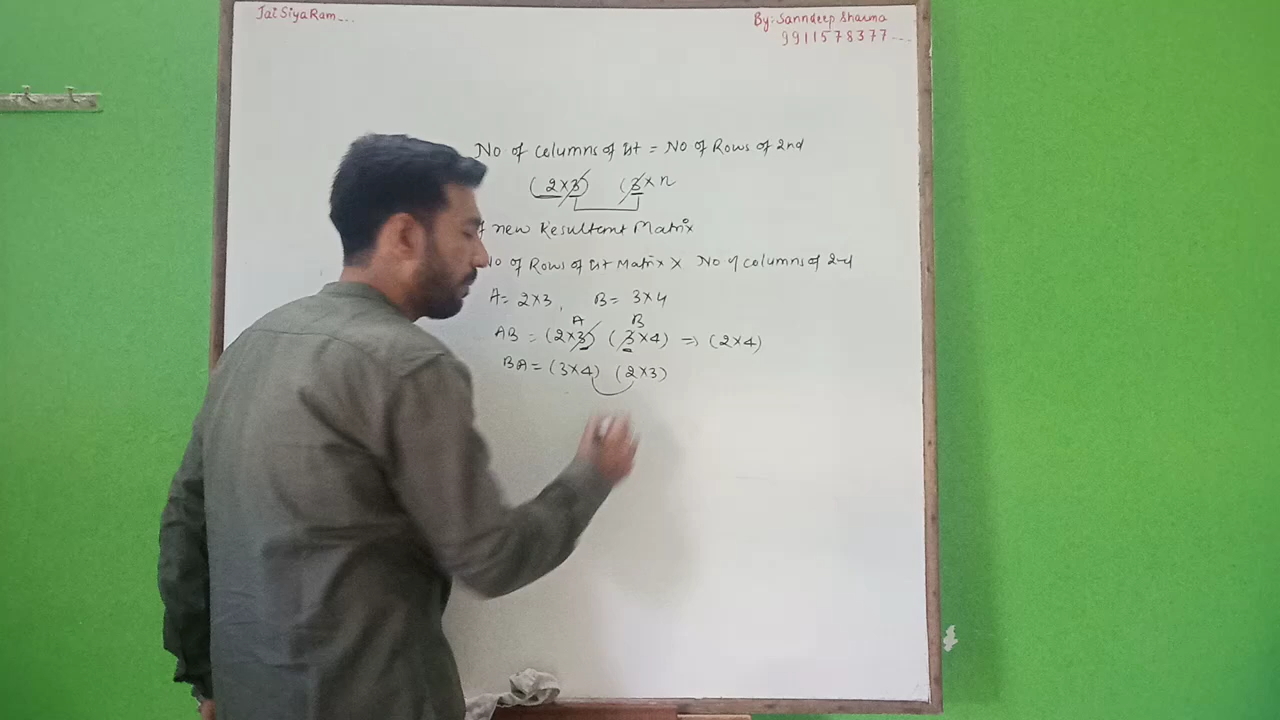 Jai Siya Ram...
By: Sanndeep Sharma
9911578377....
No of columns of 1st = No of Rows of 2nd
(2×3) (3×n
new Resultent Matrix
No of Rows of 1st Matrix × No of columns of 2nd
A= 2×3, B= 3×4
A B
AB = (2×3) (3×4) => (2×4)
BA = (3×4) (2×3)